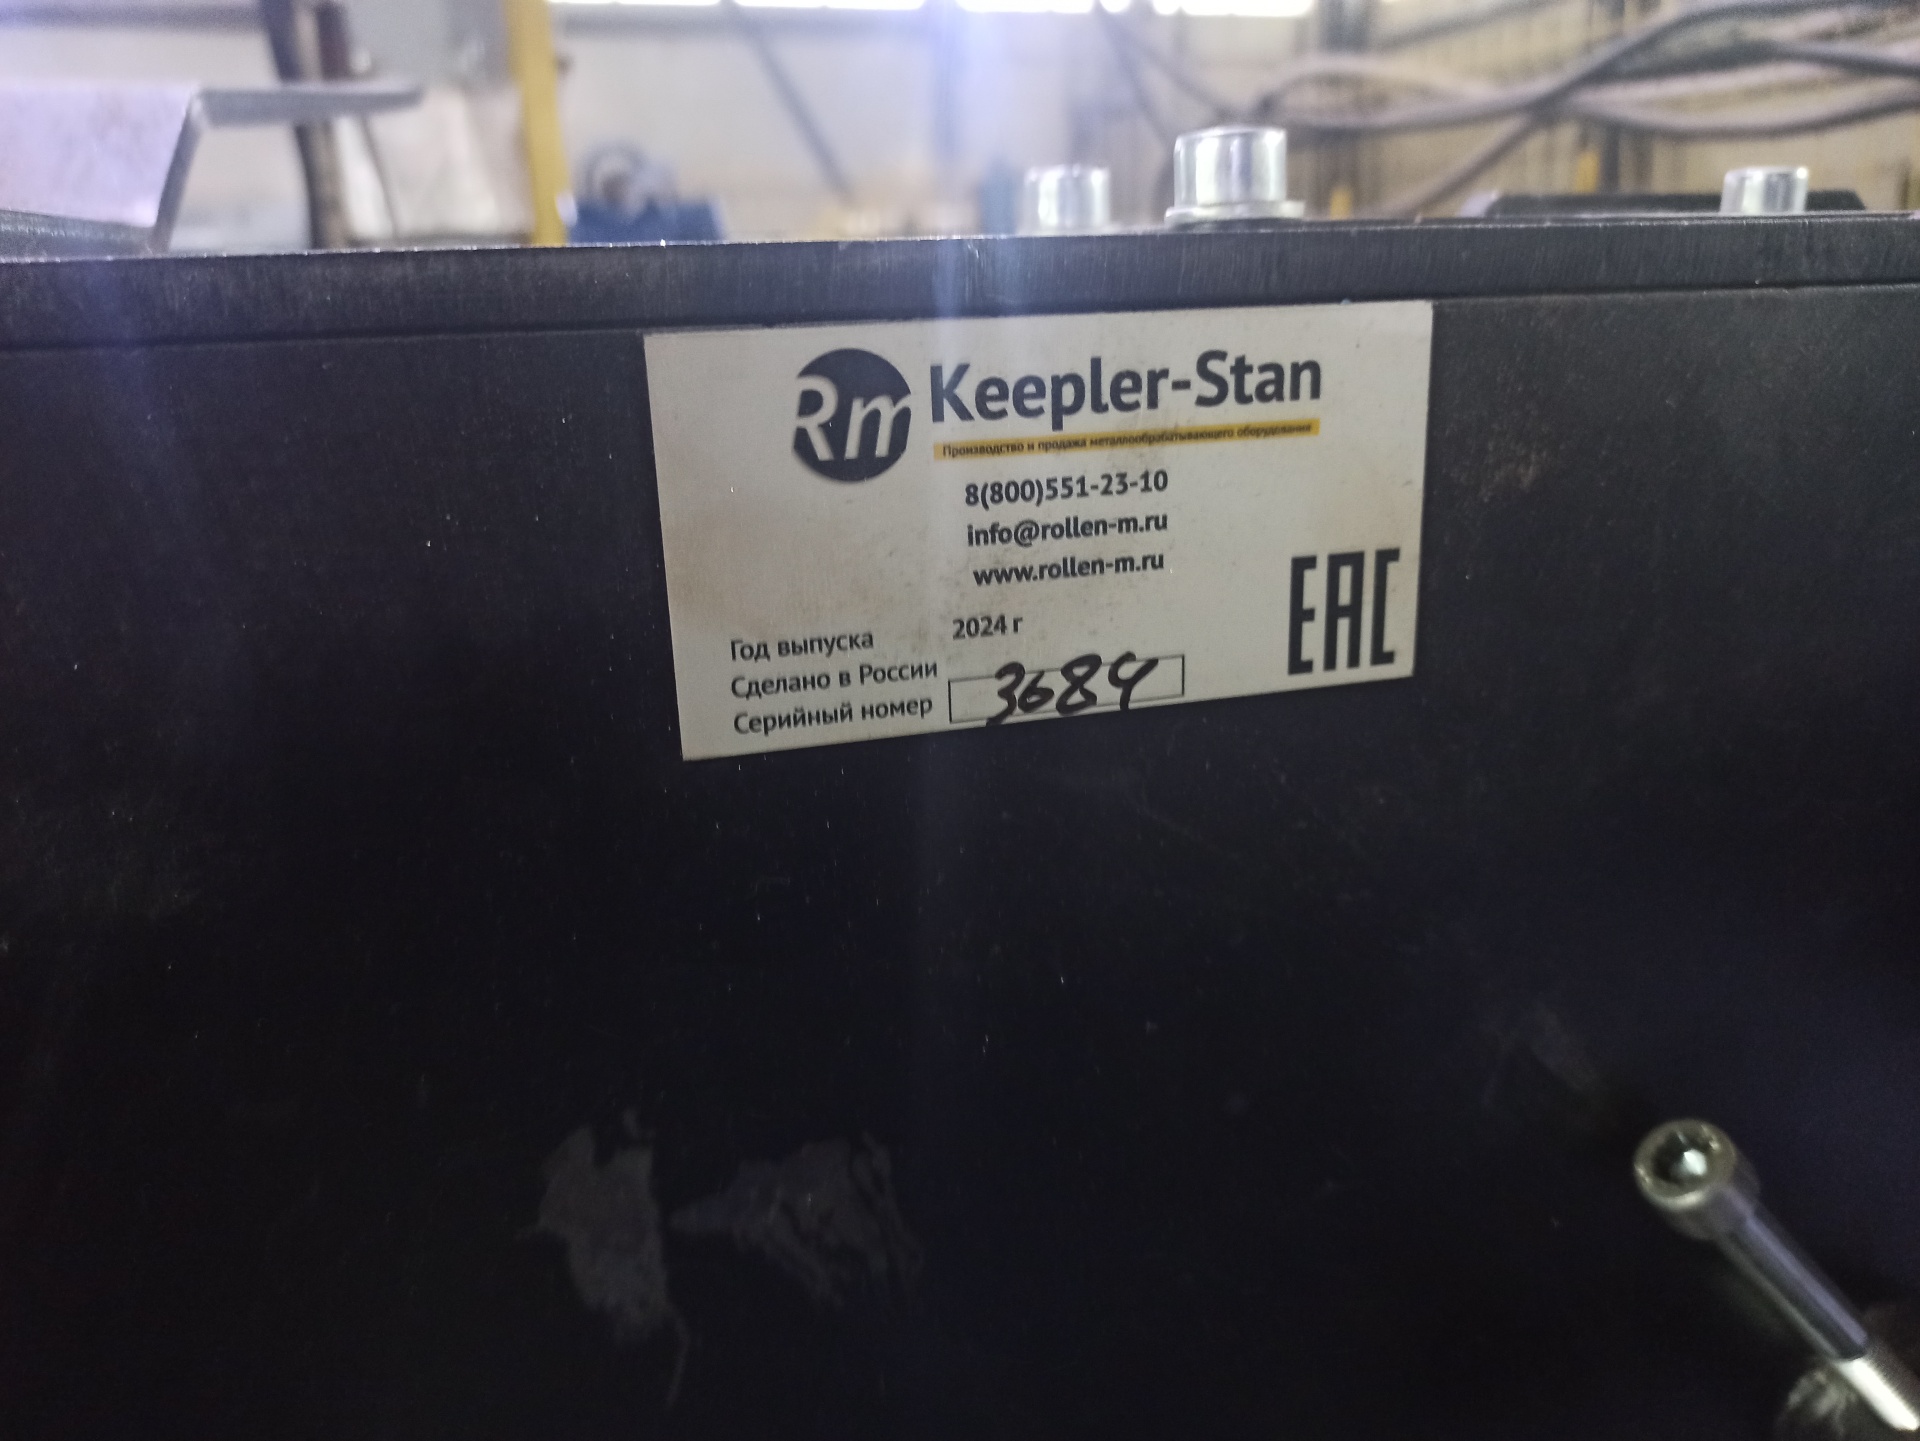 Rm Keepler-Stan
Производство и продажа металлообрабатывающего оборудования
8(800)551-23-10
info@rollen-m.ru
www.rollen-m.ru
Год выпуска 2024 г
Сделано в России
Серийный номер 3684
EAC